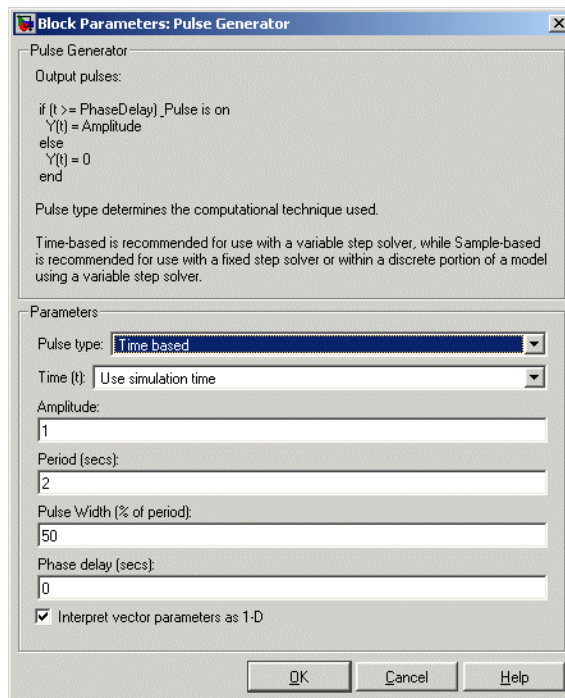 Block Parameters: Pulse Generator
Pulse Generator
Output pulses:
if (t >= PhaseDelay) _Pulse is on
Y(t) = Amplitude
else
Y(t) = 0
end
Pulse type determines the computational technique used.
Time-based is recommended for use with a variable step solver, while Sample-based
is recommended for use with a fixed step solver or within a discrete portion of a model
using a variable step solver.
Parameters
Pulse type: Time based
Time (t): Use simulation time
Amplitude:
1
Period (secs):
2
Pulse Width (% of period):
50
Phase delay (secs):
0
Interpret vector parameters as 1-D
OK Cancel Help